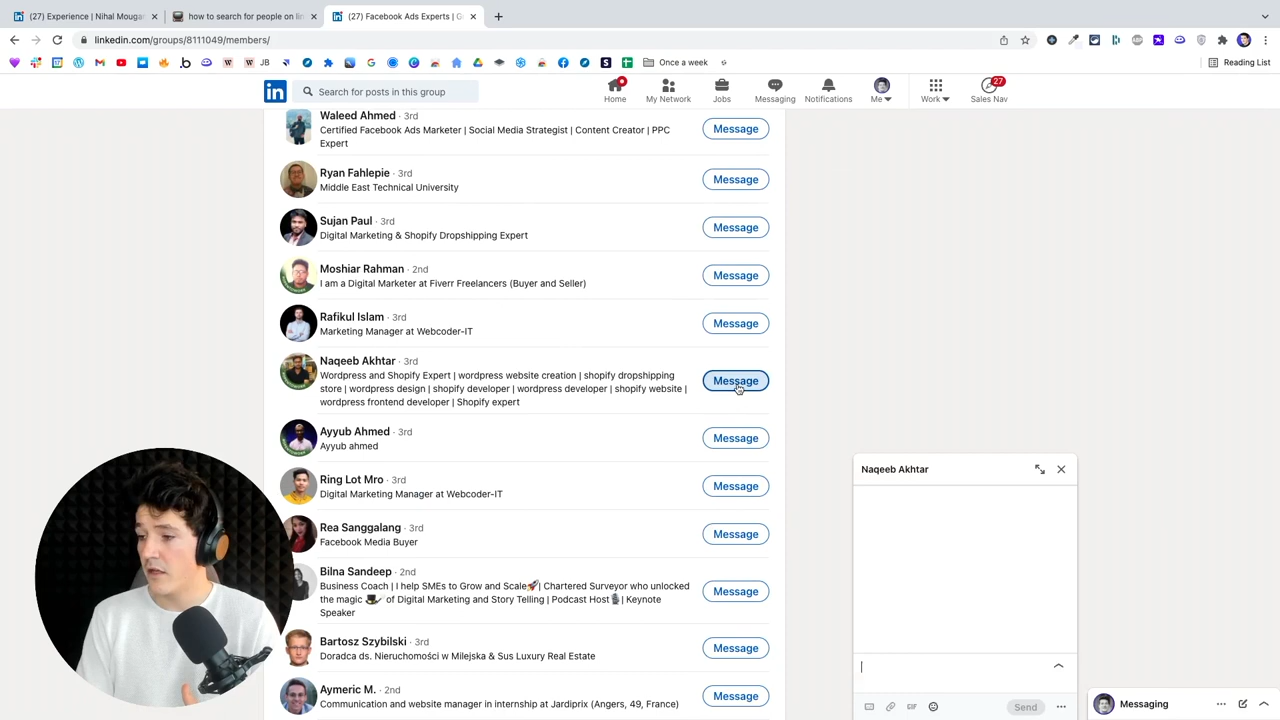 (27) Experience | Nihal Mougan
how to search for people on lin
(27) Facebook Ads Experts | G
linkedin.com/groups/8111049/members/
JB
Once a week
Reading List
in
Search for posts in this group
Home
My Network
Jobs
Messaging
Notifications
Me
Work
27
Sales Nav
Waleed Ahmed · 3rd
Certified Facebook Ads Marketer | Social Media Strategist | Content Creator | PPC
Expert
Message
Ryan Fahlepie · 3rd
Middle East Technical University
Message
Sujan Paul · 3rd
Digital Marketing & Shopify Dropshipping Expert
Message
Moshiar Rahman · 2nd
I am a Digital Marketer at Fiverr Freelancers (Buyer and Seller)
Message
Rafikul Islam · 3rd
Marketing Manager at Webcoder-IT
Message
Naqeeb Akhtar · 3rd
Wordpress and Shopify Expert | wordpress website creation | shopify dropshipping
store | wordpress design | shopify developer | wordpress developer | shopify website |
wordpress frontend developer | Shopify expert
Message
Ayyub Ahmed · 3rd
Ayyub ahmed
Message
Ring Lot Mro · 3rd
Digital Marketing Manager at Webcoder-IT
Message
Rea Sanggalang · 3rd
Facebook Media Buyer
Message
Bilna Sandeep · 2nd
Business Coach | I help SMEs to Grow and Scale🚀| Chartered Surveyor who unlocked
the magic 🎩 of Digital Marketing and Story Telling | Podcast Host🎙| Keynote
Speaker
Message
Bartosz Szybilski · 3rd
Doradca ds. Nieruchomości w Milejska & Sus Luxury Real Estate
Message
Aymeric M. · 2nd
Communication and website manager in internship at Jardiprix (Angers, 49, France)
Message
Naqeeb Akhtar
GIF
Send
Messaging